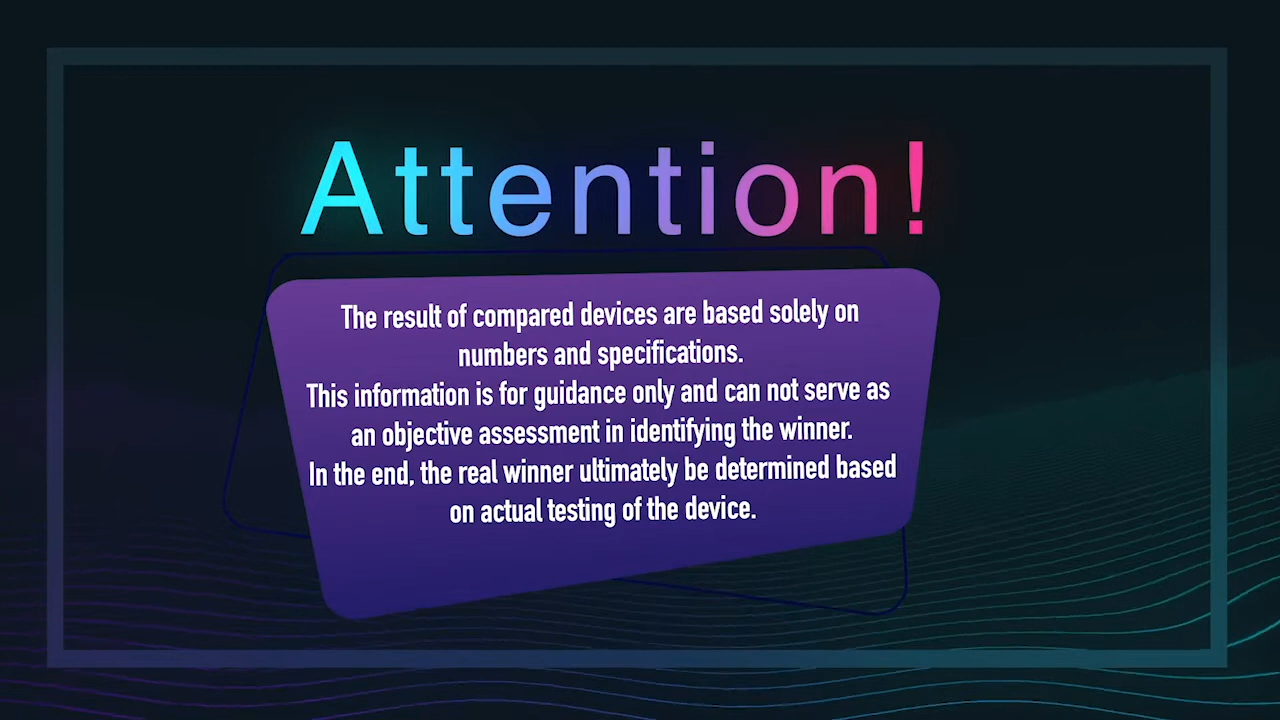 Attention!
The result of compared devices are based solely on
numbers and specifications.
This information is for guidance only and can not serve as
an objective assessment in identifying the winner.
In the end, the real winner ultimately be determined based
on actual testing of the device.